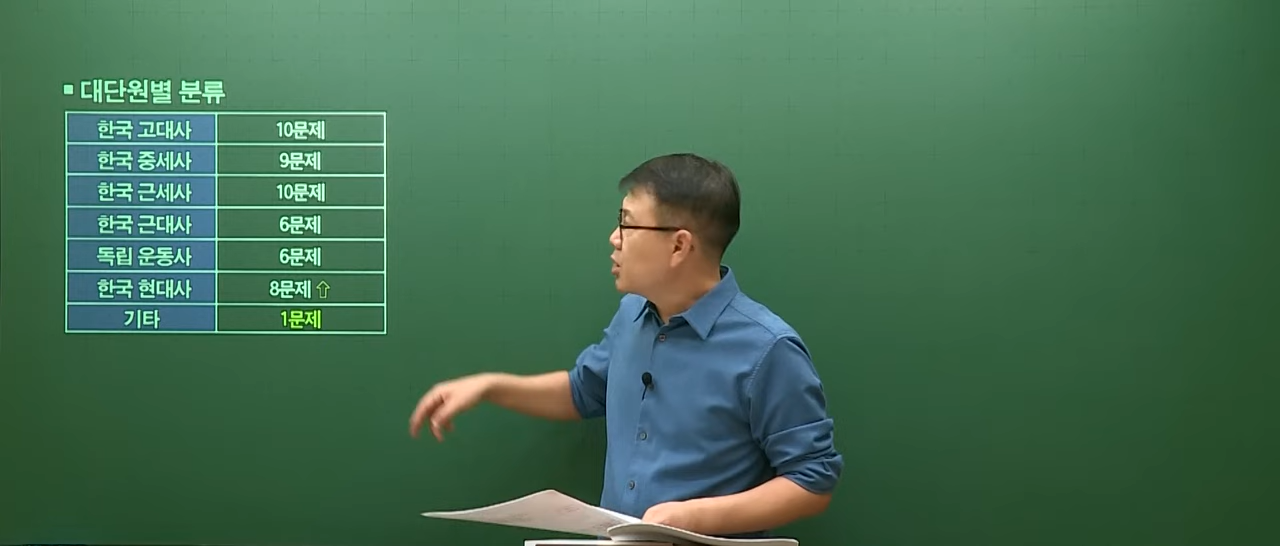 ▪ 대단원별 분류
한국 고대사 10문제
한국 중세사 9문제
한국 근세사 10문제
한국 근대사 6문제
독립 운동사 6문제
한국 현대사 8문제 ⇧
기타 1문제